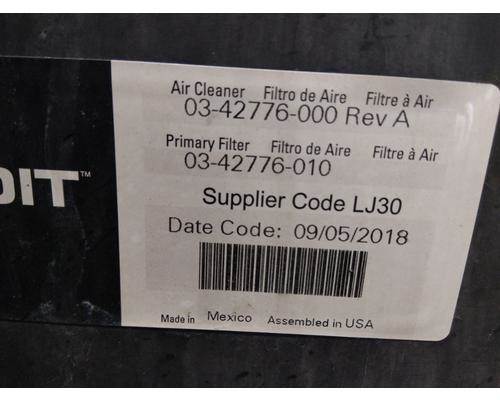 OIT™
Air Cleaner Filtro de Aire Filtre à Air
03-42776-000 Rev A
Primary Filter Filtro de Aire Filtre à Air
03-42776-010
Supplier Code LJ30
Date Code: 09/05/2018
Made in Mexico Assembled in USA